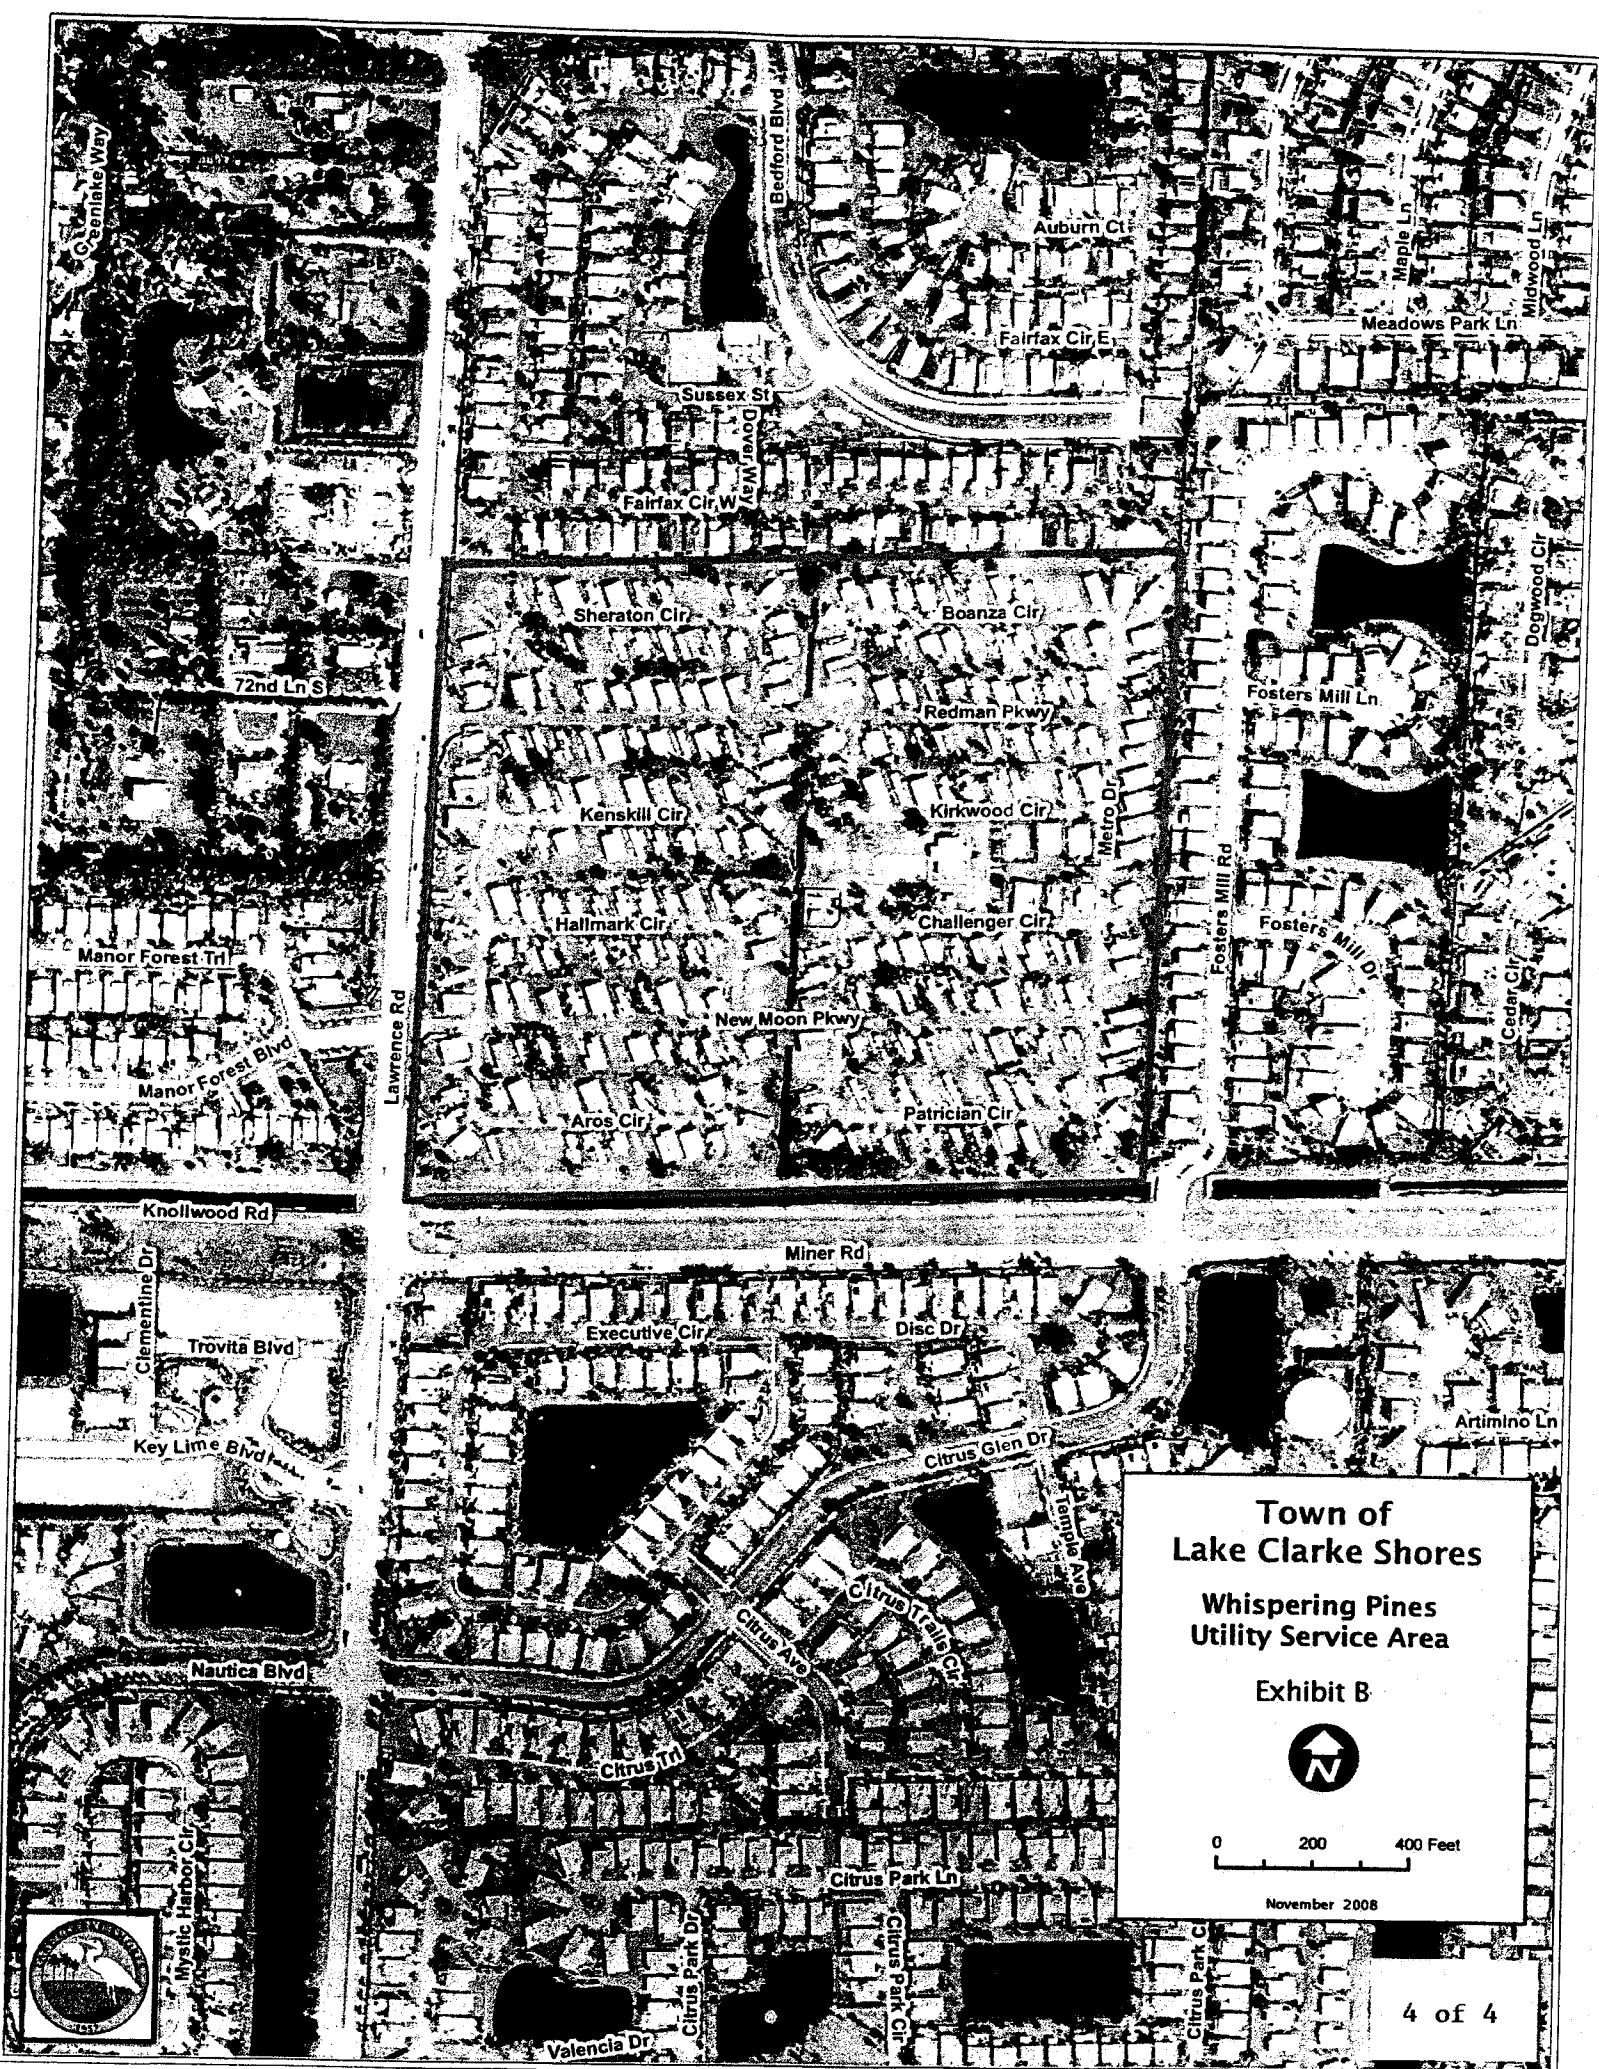 Greenlake Way
Bedford Blvd
Auburn Ct
Maple Ln
Midwood Ln
Meadows Park Ln
Fairfax Cir E
Sussex St
Dover Way
Fairfax Cir W
Dogwood Cir
Sheraton Cir
Boanza Cir
72nd Ln S
Fosters Mill Ln
Redman Pkwy
Kenskill Cir
Kirkwood Cir
Metro Dr
Fosters Mill Rd
Hallmark Cir
Challenger Cir
Fosters Mill Dr
Manor Forest Trl
Cedar Cir
Lawrence Rd
New Moon Pkwy
Manor Forest Blvd
Aros Cir
Patrician Cir
Knollwood Rd
Miner Rd
Clementine Dr
Executive Cir
Disc Dr
Trovita Blvd
Artimino Ln
Key Lime Blvd
Citrus Glen Dr
Temple Ave
Citrus Trails Cir
Citrus Ave
Nautica Blvd
Citrus Trl
Mystic Harbor Cir
Citrus Park Ln
Citrus Park Dr
Citrus Park Cir
Citrus Park C
Valencia Dr
Town of
Lake Clarke Shores
Whispering Pines
Utility Service Area
Exhibit B
N
0 200 400 Feet
November 2008
1957
4 of 4